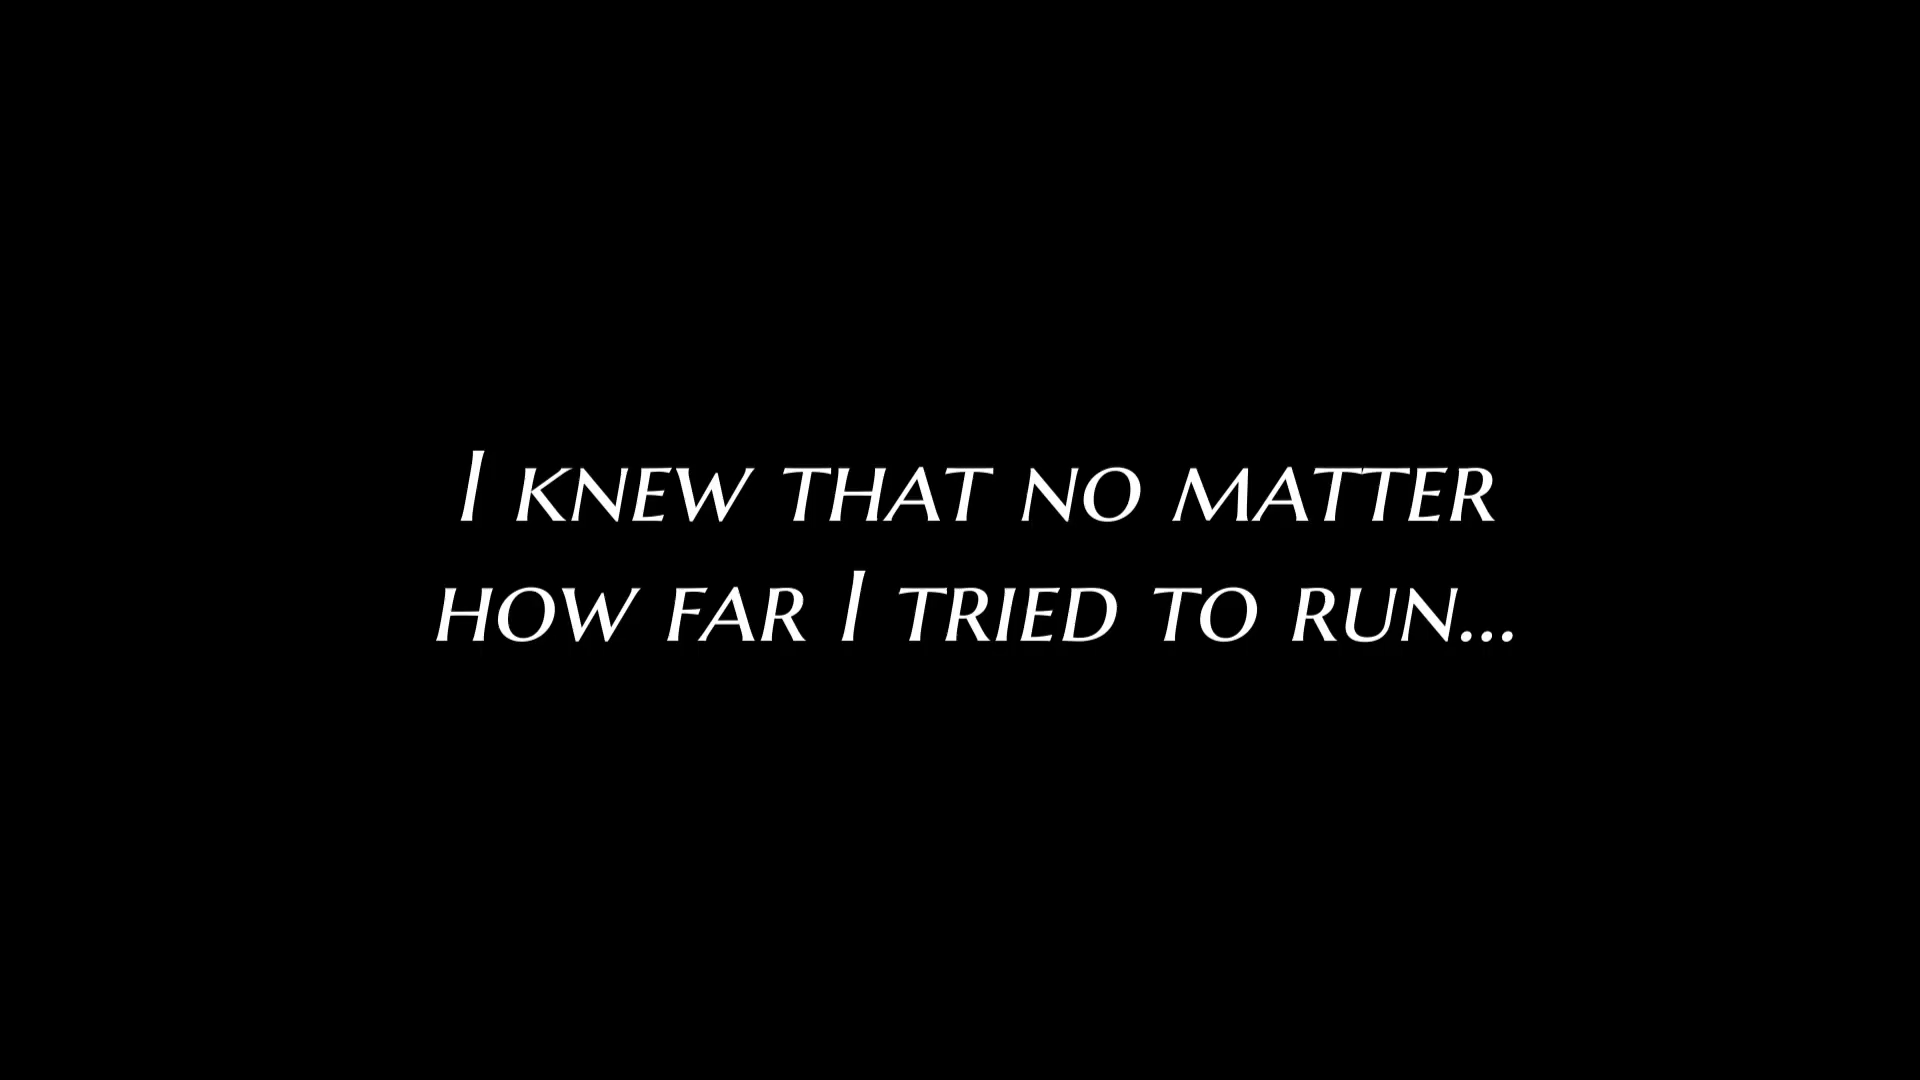 I KNEW THAT NO MATTER
HOW FAR I TRIED TO RUN...